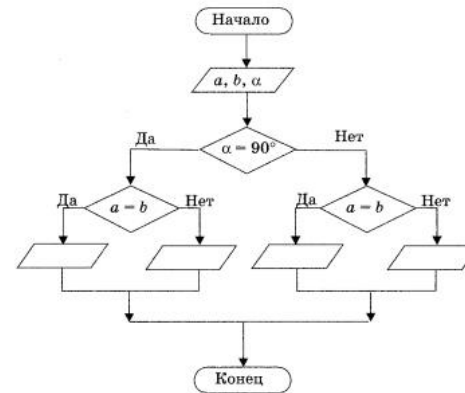 Начало
a, b, α
Да
α = 90°
Нет
Да
a = b
Нет
Да
a = b
Нет
Конец